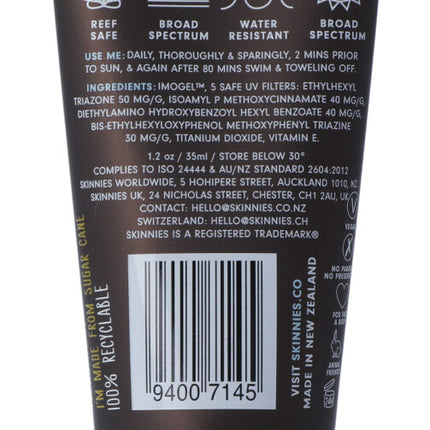 REEF SAFE
BROAD SPECTRUM
WATER RESISTANT
BROAD SPECTRUM
USE ME: DAILY, THOROUGHLY & SPARINGLY, 2 MINS PRIOR
TO SUN, & AGAIN AFTER 80 MINS SWIM & TOWELING OFF.
INGREDIENTS: IMOGEL™, 5 SAFE UV FILTERS: ETHYLHEXYL
TRIAZONE 50 MG/G, ISOAMYL P METHOXYCINNAMATE 40 MG/G,
DIETHYLAMINO HYDROXYBENZOYL HEXYL BENZOATE 40 MG/G,
BIS-ETHYLHEXYLOXYPHENOL METHOXYPHENYL TRIAZINE
30 MG/G, TITANIUM DIOXIDE, VITAMIN E.
1.2 oz / 35ml / STORE BELOW 30°
COMPLIES TO ISO 24444 & AU/NZ STANDARD 2604:2012
SKINNIES WORLDWIDE, 5 HOHIPERE STREET, AUCKLAND 1010, NZ
SKINNIES UK, 24 NICHOLAS STREET, CHESTER, CH1 2AU, UK
CONTACT: HELLO@SKINNIES.CO.NZ
SWITZERLAND: HELLO@SKINNIES.CH
SKINNIES IS A REGISTERED TRADEMARK®
I'M MADE FROM SUGAR CANE
100% RECYCLABLE
9400 7145
VISIT SKINNIES.CO
MADE IN NEW ZEALAND
VEGAN
NO
NO
FOR
&
ANIMAL